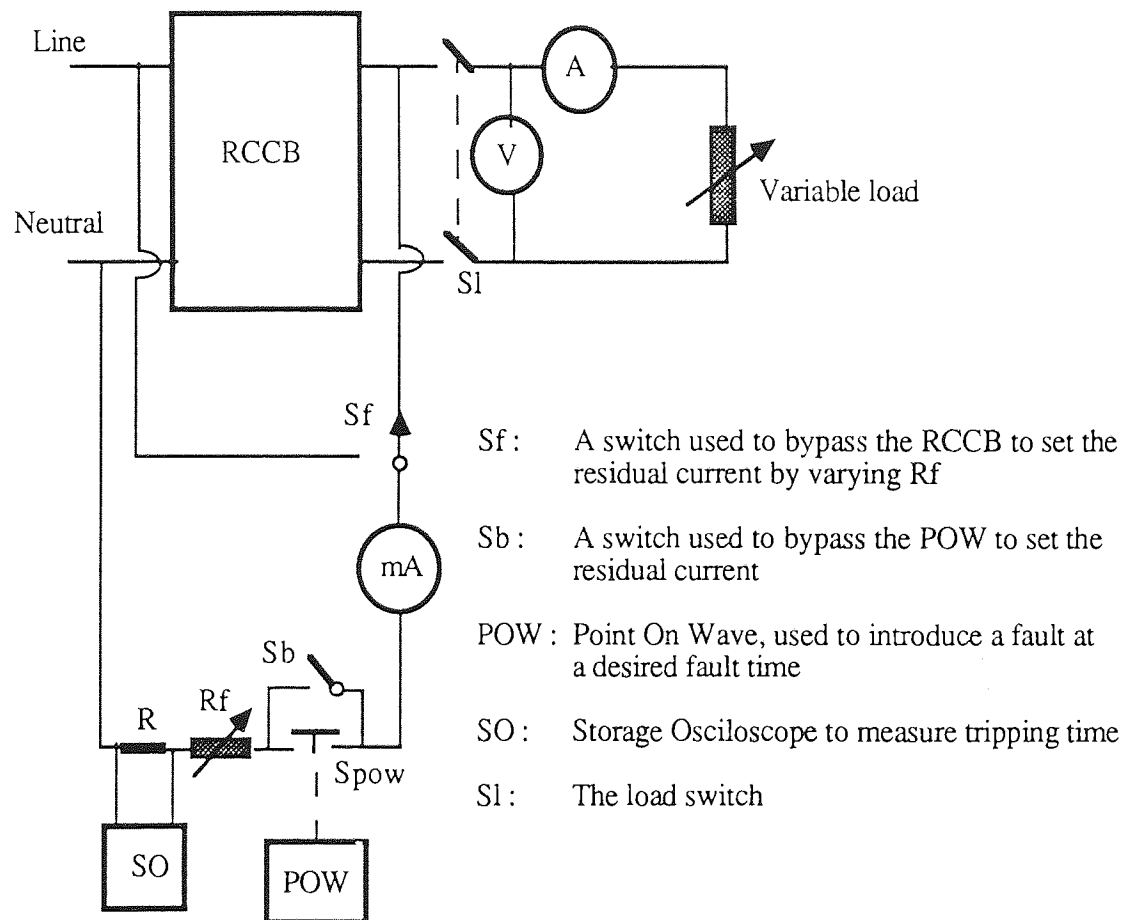 Line
RCCB
A
V
Variable load
Neutral
Sl
Sf
Sf : A switch used to bypass the RCCB to set the
residual current by varying Rf
Sb : A switch used to bypass the POW to set the
residual current
mA
POW : Point On Wave, used to introduce a fault at
a desired fault time
Sb
R
Rf
SO : Storage Osciloscope to measure tripping time
Spow
Sl : The load switch
SO
POW